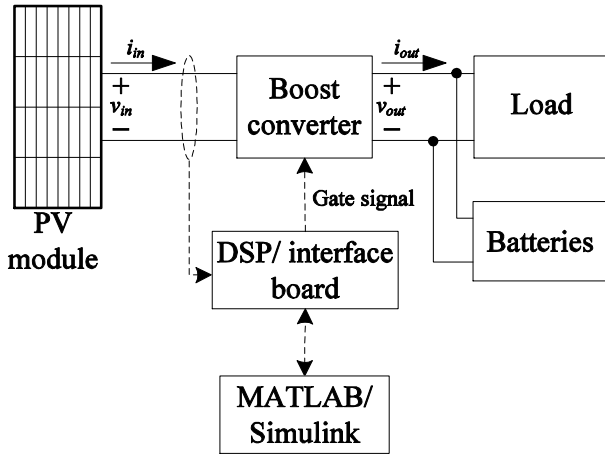 i_in
+
v_in
−
PV
module
Boost
converter
i_out
+
v_out
−
Load
Batteries
Gate signal
DSP/ interface
board
MATLAB/
Simulink